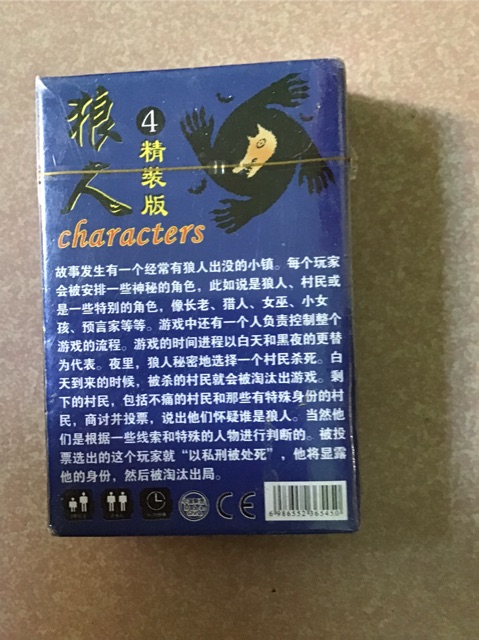 狼人
4
精裝版
characters
故事发生有一个经常有狼人出没的小镇。每个玩家
会被安排一些神秘的角色，此如说是狼人、村民或
是一些特别的角色，像长老、猎人、女巫、小女
孩、预言家等等。游戏中还有一个人负责控制整个
游戏的流程。游戏的时间进程以白天和黑夜的更替
为代表。夜里，狼人秘密地选择一个村民杀死。白
天到来的时候，被杀的村民就会被淘汰出游戏。剩
下的村民，包括不痛的村民和那些有特殊身份的村
民，商讨并投票，说出他们怀疑谁是狼人。当然他
们是根据一些线索和特殊的人物进行判断的。被投
票选出的这个玩家就“以私刑被处死”，他将显露
他的身份，然后被淘汰出局。
CE
6986552365450